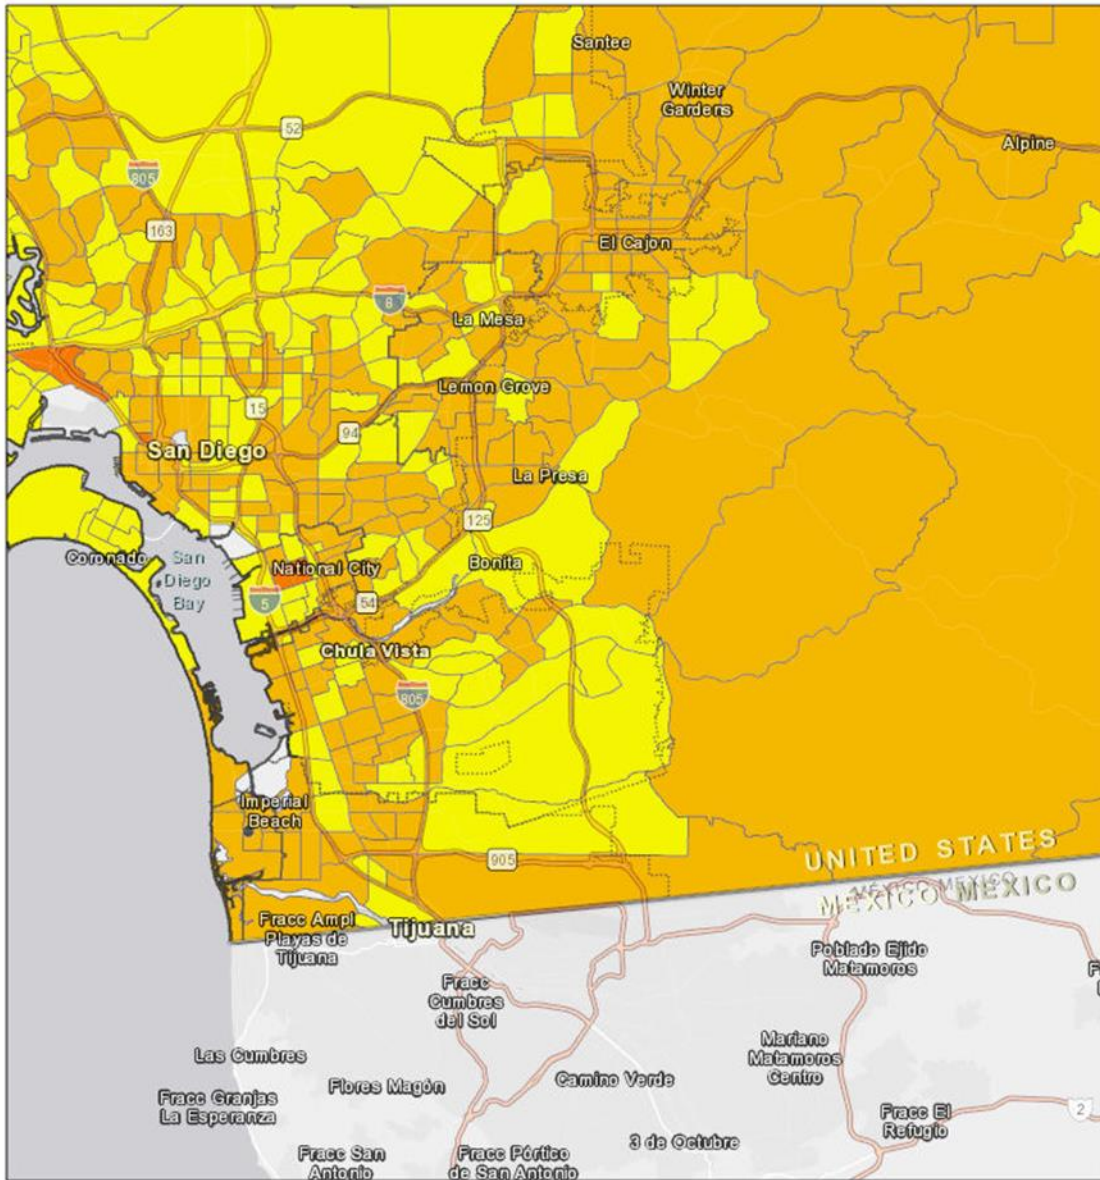 Santee
Winter
Gardens
52
Alpine
805
163
El Cajon
8
La Mesa
Lemon Grove
15
94
San Diego
La Presa
125
Coronado
San
Diego
Bay
National City
Bonita
5
54
Chula Vista
805
Imperial
Beach
905
UNITED STATES
MÉXICO MEXICO
MEXICO MEXICO
Fracc Ampl
Playas de
Tijuana
Tijuana
Poblado Ejido
Matamoros
Fracc
Cumbres
del Sol
Las Cumbres
Flores Magón
Camino Verde
Mariano
Matamoros
Centro
Fracc Granjas
La Esperanza
2
Fracc El
Refugio
3 de Octubre
Fracc San
Antonio
Fracc Pórtico
de San Antonio